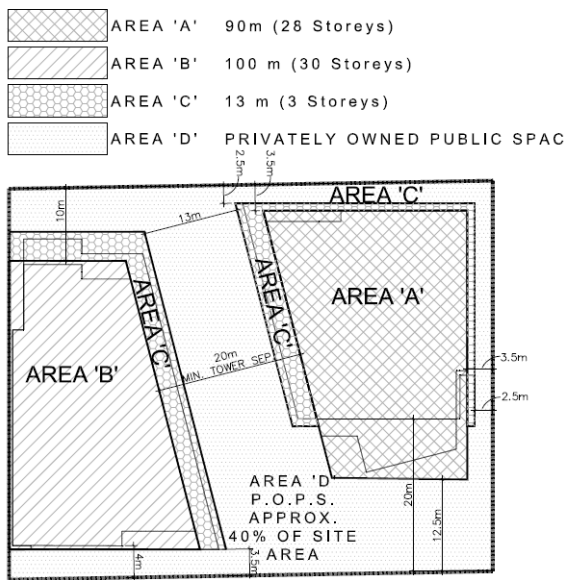 AREA 'A' 90m (28 Storeys)
AREA 'B' 100 m (30 Storeys)
AREA 'C' 13 m (3 Storeys)
AREA 'D' PRIVATELY OWNED PUBLIC SPAC
2.5m
3.5m
10m
13m
AREA 'C'
AREA 'C'
AREA 'C'
AREA 'A'
AREA 'B'
20m
MIN. TOWER SEP.
3.5m
2.5m
AREA 'D
P.O.P.S.
APPROX.
40% OF SITE
AREA
20m
12.5m
4m
3.5m